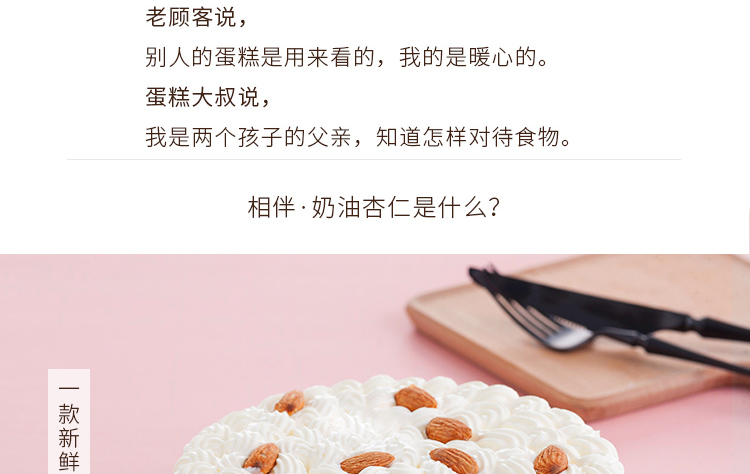 老顾客说，
别人的蛋糕是用来看的，我的是暖心的。
蛋糕大叔说，
我是两个孩子的父亲，知道怎样对待食物。
相伴·奶油杏仁是什么？
一款新鲜